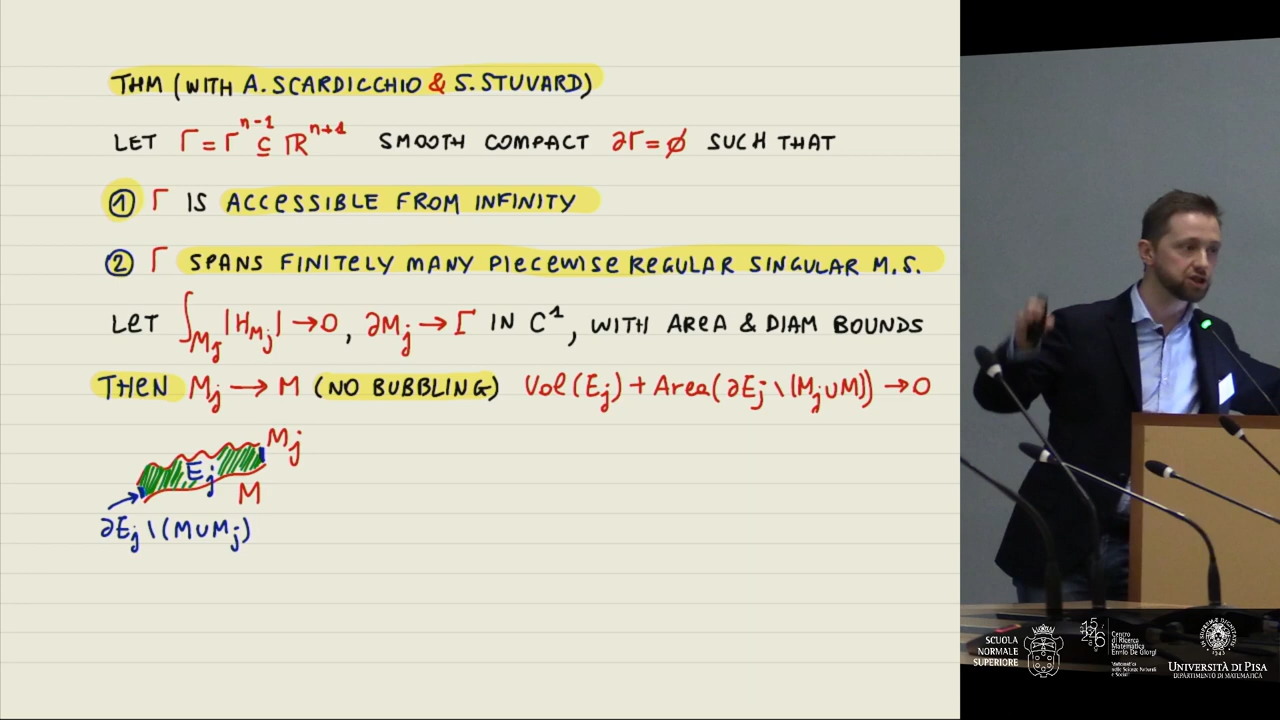 THM (WITH A. SCARDICCHIO & S. STUVARD)
LET Γ = Γ^{n-1} ⊆ ℝ^{n+1} SMOOTH COMPACT ∂Γ = ∅ SUCH THAT
① Γ IS ACCESSIBLE FROM INFINITY
② Γ SPANS FINITELY MANY PIECEWISE REGULAR SINGULAR M.S.
LET ∫_{M_j} |H_{M_j}| → 0, ∂M_j → Γ IN C^1, WITH AREA & DIAM BOUNDS
THEN M_j → M (NO BUBBLING) Vol(E_j) + Area(∂E_j \ (M_j ∪ M)) → 0
M_j
E_j
M
∂E_j \ (M ∪ M_j)
SCUOLA
NORMALE
SUPERIORE
Centro
di Ricerca
Matematica
Ennio De Giorgi
UNIVERSITÀ DI PISA
DIPARTIMENTO DI MATEMATICA